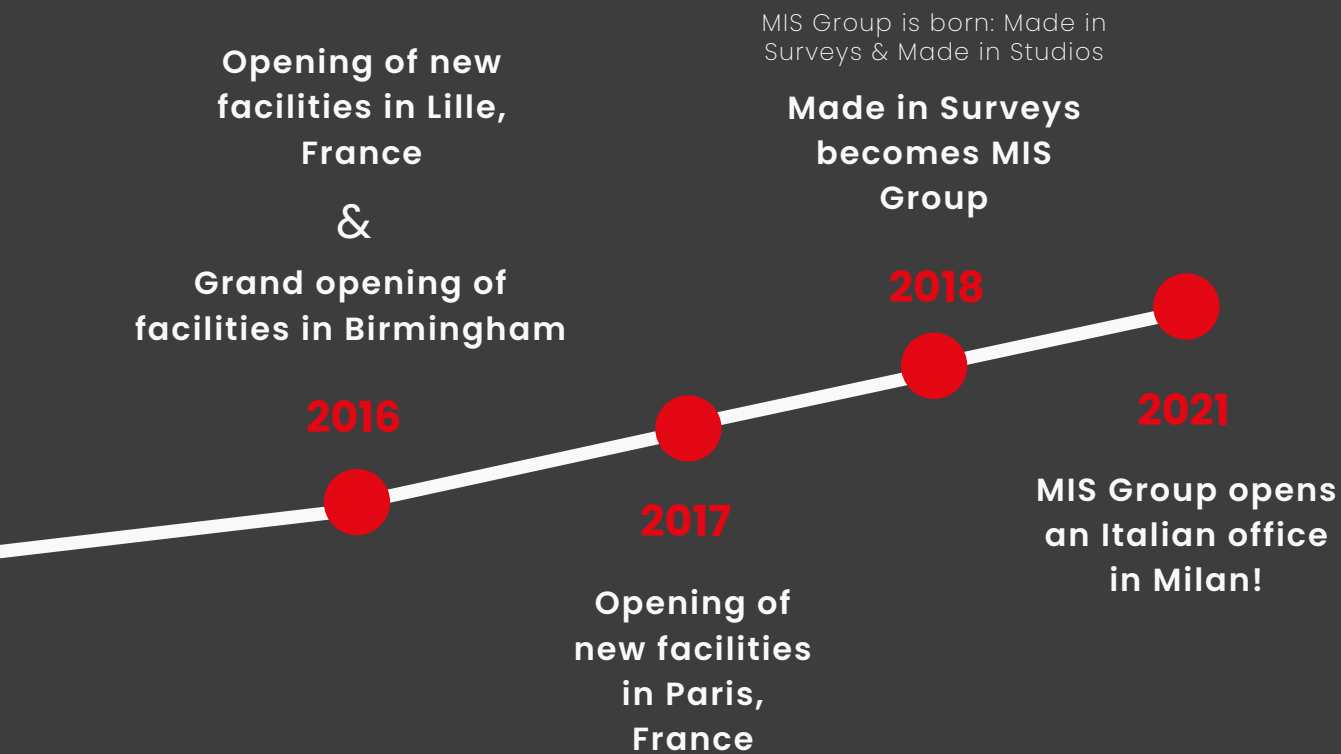 Opening of new
facilities in Lille,
France
&
Grand opening of
facilities in Birmingham
2016
2017
Opening of
new facilities
in Paris,
France
MIS Group is born: Made in
Surveys & Made in Studios
Made in Surveys
becomes MIS
Group
2018
2021
MIS Group opens
an Italian office
in Milan!